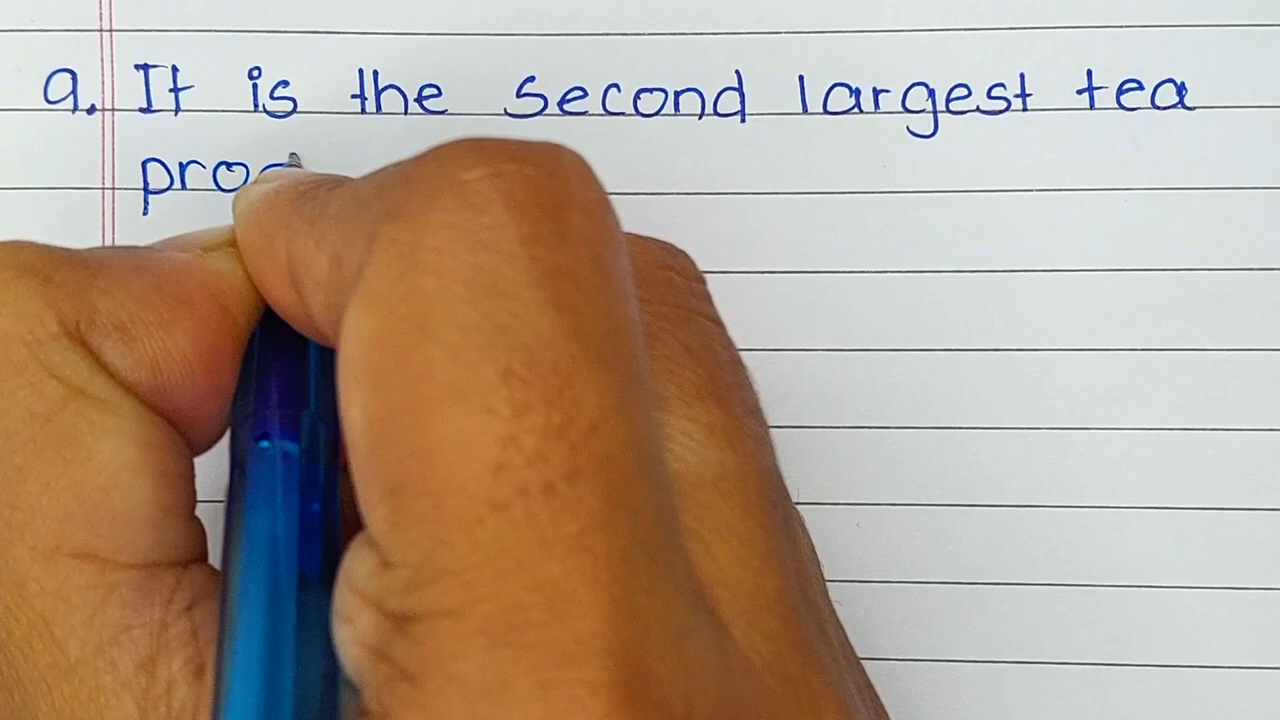 9. It is the second largest tea
pro